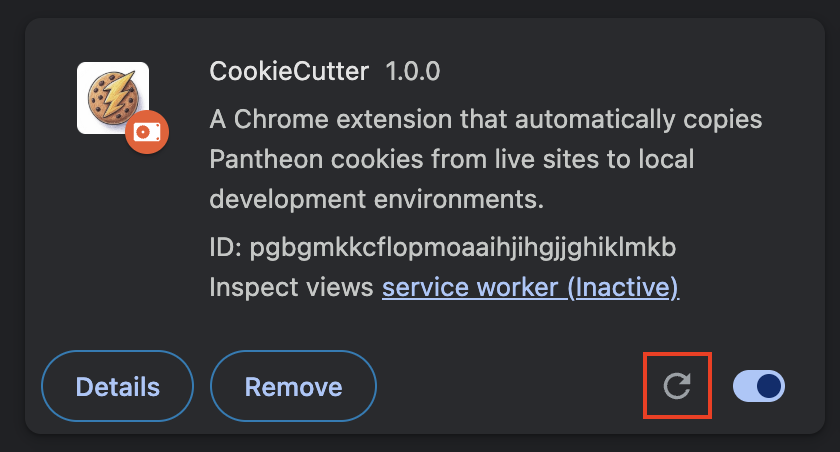 CookieCutter 1.0.0
A Chrome extension that automatically copies
Pantheon cookies from live sites to local
development environments.
ID: pgbgmkkcflopmoaaihjihgjjghiklmkb
Inspect views service worker (Inactive)
Details Remove